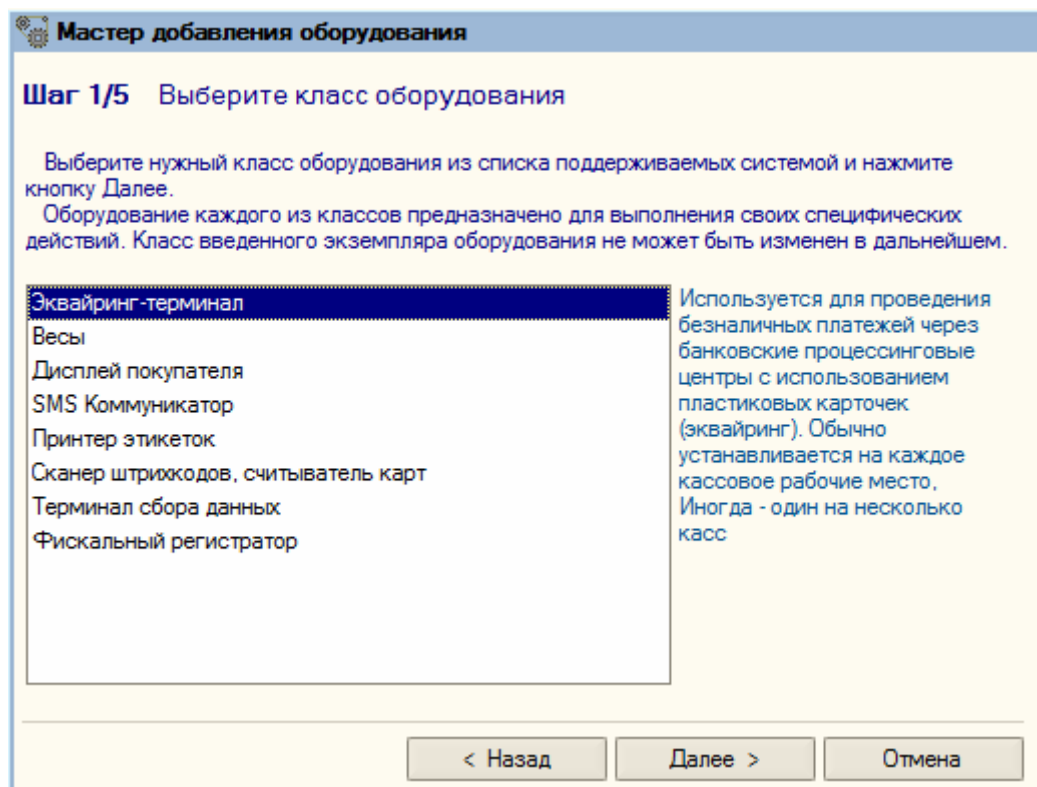 Мастер добавления оборудования
Шаг 1/5 Выберите класс оборудования
Выберите нужный класс оборудования из списка поддерживаемых системой и нажмите
кнопку Далее.
Оборудование каждого из классов предназначено для выполнения своих специфических
действий. Класс введенного экземпляра оборудования не может быть изменен в дальнейшем.
Эквайринг-терминал
Весы
Дисплей покупателя
SMS Коммуникатор
Принтер этикеток
Сканер штрихкодов, считыватель карт
Терминал сбора данных
Фискальный регистратор
Используется для проведения
безналичных платежей через
банковские процессинговые
центры с использованием
пластиковых карточек
(эквайринг). Обычно
устанавливается на каждое
кассовое рабочие место,
Иногда - один на несколько
касс
< Назад
Далее >
Отмена